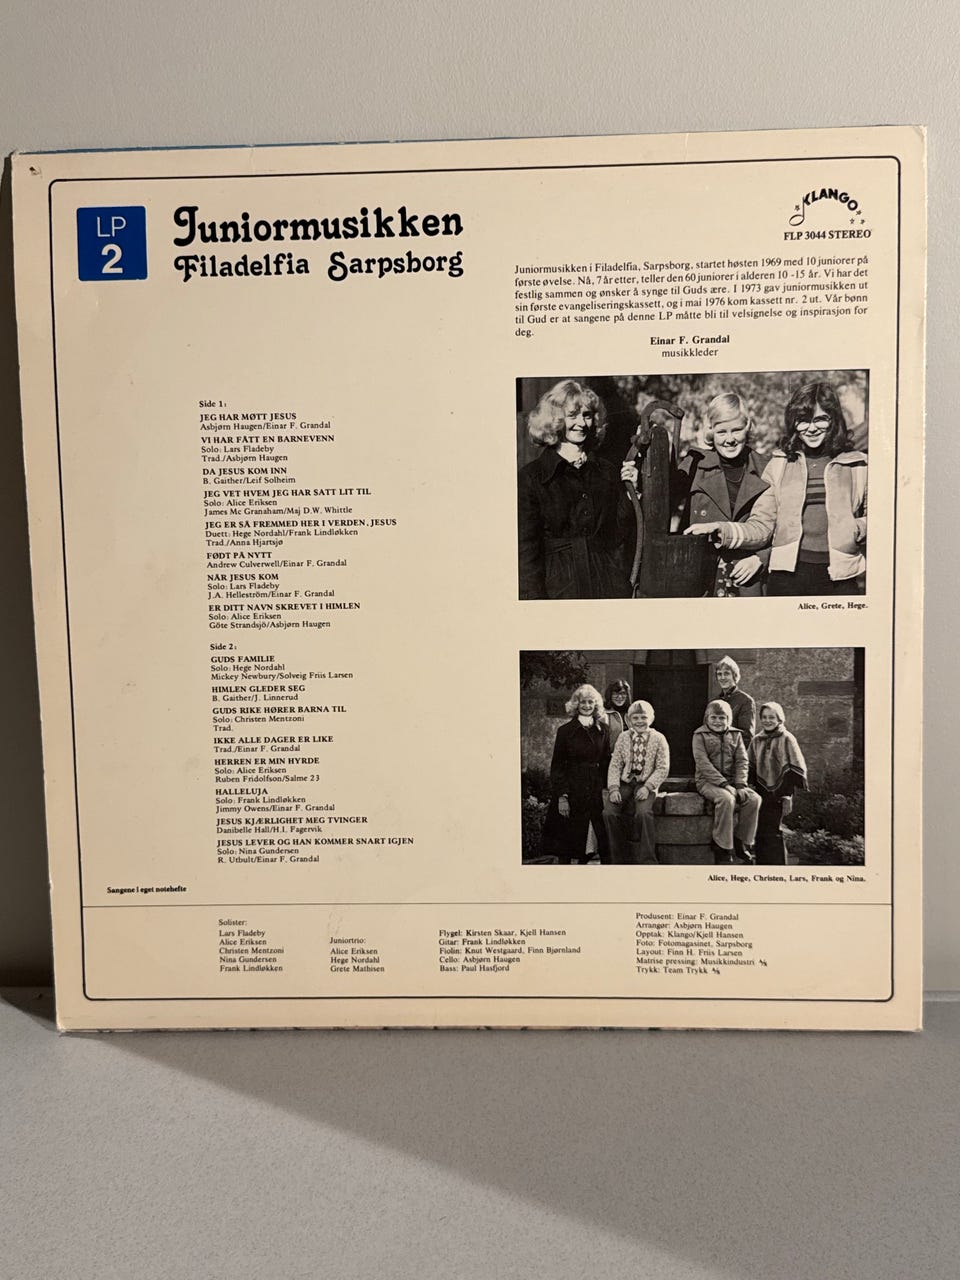 LP
2
Juniormusikken
Filadelfia Sarpsborg
KLANGO
FLP 3044 STEREO
Juniormusikken i Filadelfia, Sarpsborg, startet høsten 1969 med 10 juniorer på
første øvelse. Nå, 7 år etter, teller den 60 juniorer i alderen 10 - 15 år. Vi har det
festlig sammen og ønsker å synge til Guds ære. I 1973 gav juniormusikken ut
sin første evangeliseringskassett, og i mai 1976 kom kassett nr. 2 ut. Vår bønn
til Gud er at sangene på denne LP måtte bli til velsignelse og inspirasjon for
deg.
Einar F. Grandal
musikkleder
Side 1:
JEG HAR MØTT JESUS
Asbjørn Haugen/Einar F. Grandal
VI HAR FÅTT EN BARNEVENN
Solo: Lars Fladeby
Trad./Asbjørn Haugen
DA JESUS KOM INN
B. Gaither/Leif Solheim
JEG VET HVEM JEG HAR SATT LIT TIL
Solo: Alice Eriksen
James Mc Granaham/Maj D.W. Whittle
JEG ER SÅ FREMMED HER I VERDEN, JESUS
Duett: Hege Nordahl/Frank Lindløkken
Trad./Anna Hjartsjø
FØDT PÅ NYTT
Andrew Culverwell/Einar F. Grandal
NÅR JESUS KOM
Solo: Lars Fladeby
J.A. Helleström/Einar F. Grandal
ER DITT NAVN SKREVET I HIMLEN
Solo: Alice Eriksen
Göte Strandsjö/Asbjørn Haugen
Side 2:
GUDS FAMILIE
Solo: Hege Nordahl
Mickey Newbury/Solveig Friis Larsen
HIMLEN GLEDER SEG
B. Gaither/J. Linnerud
GUDS RIKE HØRER BARNA TIL
Solo: Christen Mentzoni
Trad.
IKKE ALLE DAGER ER LIKE
Trad./Einar F. Grandal
HERREN ER MIN HYRDE
Solo: Alice Eriksen
Ruben Fridolfson/Salme 23
HALLELUJA
Solo: Frank Lindløkken
Jimmy Owens/Einar F. Grandal
JESUS KJÆRLIGHET MEG TVINGER
Danibelle Hall/H.I. Fagervik
JESUS LEVER OG HAN KOMMER SNART IGJEN
Solo: Nina Gundersen
R. Utbult/Einar F. Grandal
Alice, Grete, Hege.
Alice, Hege, Christen, Lars, Frank og Nina.
Sangene i eget notehefte
Solister:
Lars Fladeby
Alice Eriksen
Christen Mentzoni
Nina Gundersen
Frank Lindløkken
Juniortrio:
Alice Eriksen
Hege Nordahl
Grete Mathisen
Flygel: Kirsten Skaar, Kjell Hansen
Gitar: Frank Lindløkken
Fiolin: Knut Westgaard, Finn Bjørnland
Cello: Asbjørn Haugen
Bass: Paul Hasfjord
Produsent: Einar F. Grandal
Arrangør: Asbjørn Haugen
Opptak: Klango/Kjell Hansen
Foto: Fotomagasinet, Sarpsborg
Layout: Finn H. Friis Larsen
Matrise pressing: Musikkindustri A/S
Trykk: Team Trykk A/S